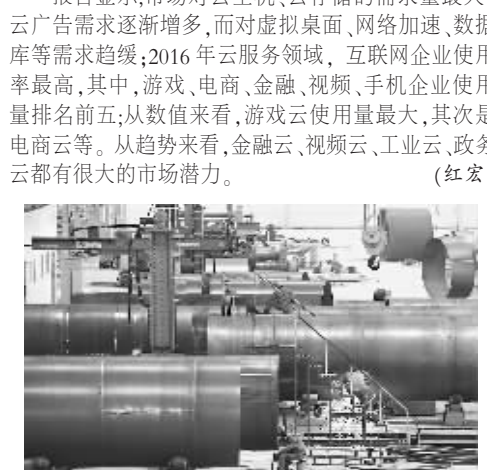 报告显示,市场对云主机、云存储的需求量最大,
云广告需求逐渐增多,而对虚拟桌面、网络加速、数据
库等需求趋缓;2016年云服务领域,互联网企业使用
率最高,其中,游戏、电商、金融、视频、手机企业使用
量排名前五;从数值来看,游戏云使用量最大,其次是
电商云等。从趋势来看,金融云、视频云、工业云、政务
云都有很大的市场潜力。 (红宏